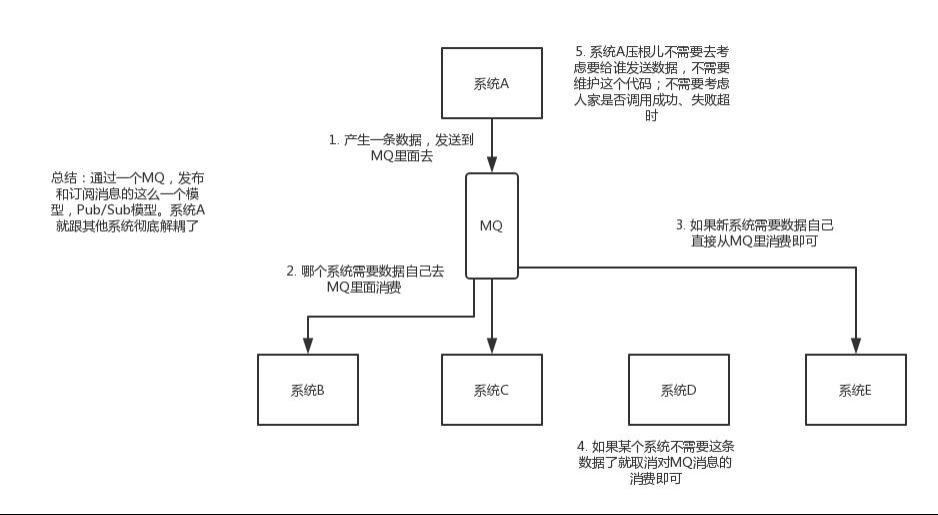 系统A
5. 系统A压根儿不需要去考
虑要给谁发送数据，不需要
维护这个代码；不需要考虑
人家是否调用成功、失败超
时
1. 产生一条数据，发送到
MQ里面去
总结：通过一个MQ，发布
和订阅消息的这么一个模
型，Pub/Sub模型。系统A
就跟其他系统彻底解耦了
MQ
3. 如果新系统需要数据自己
直接从MQ里消费即可
2. 哪个系统需要数据自己去
MQ里面消费
系统B
系统C
系统D
系统E
4. 如果某个系统不需要这条
数据了就取消对MQ消息的
消费即可